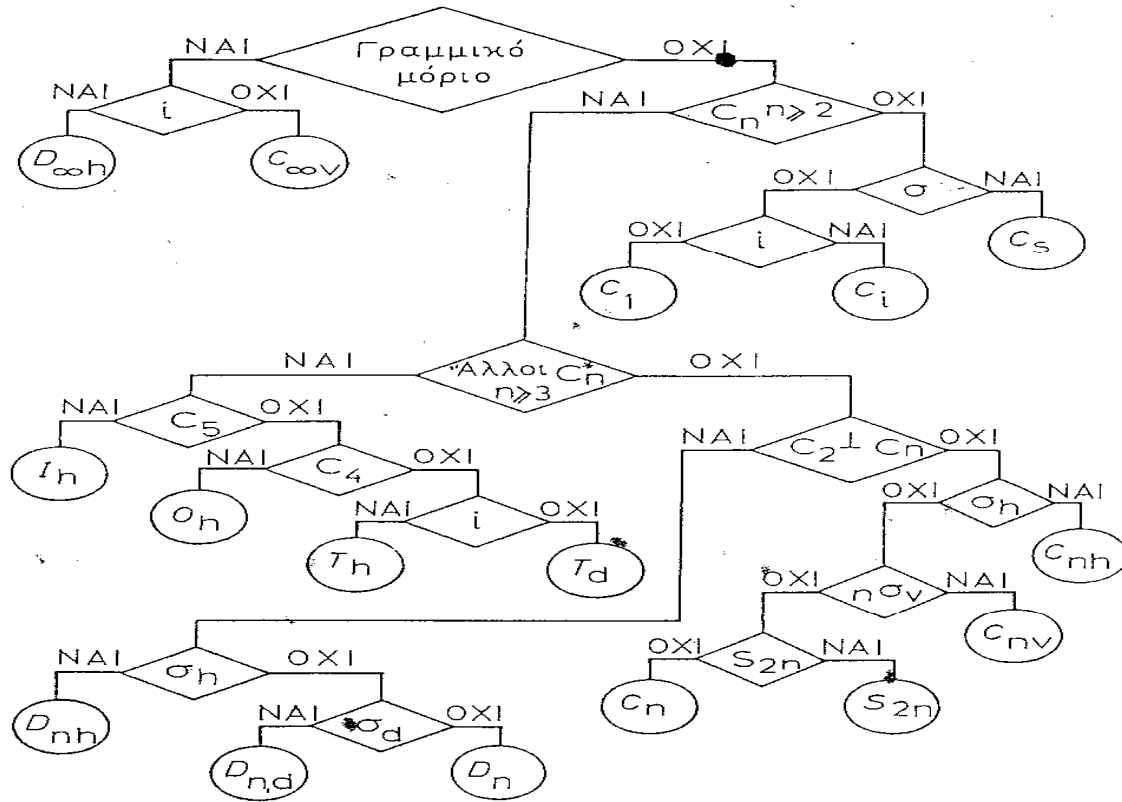 ΝΑΙ
Γραμμικό
μόριο
ΟΧΙ
ΝΑΙ
i
ΟΧΙ
D∞h
C∞v
ΝΑΙ
Cn n⩾2
ΟΧΙ
ΟΧΙ
σ
ΝΑΙ
Cs
ΟΧΙ
i
ΝΑΙ
C1
Ci
ΝΑΙ
Ἄλλοι Cn*
n⩾3
ΟΧΙ
ΝΑΙ
C5
ΟΧΙ
Ih
ΝΑΙ
C4
ΟΧΙ
Oh
ΝΑΙ
i
ΟΧΙ
Th
Td
ΝΑΙ
C2⊥ Cn
ΟΧΙ
ΟΧΙ
σh
ΝΑΙ
Cnh
ΟΧΙ
nσv
ΝΑΙ
Cnv
ΟΧΙ
S2n
ΝΑΙ
Cn
S2n
ΝΑΙ
σh
ΟΧΙ
Dnh
ΝΑΙ
σd
ΟΧΙ
Dn,d
Dn